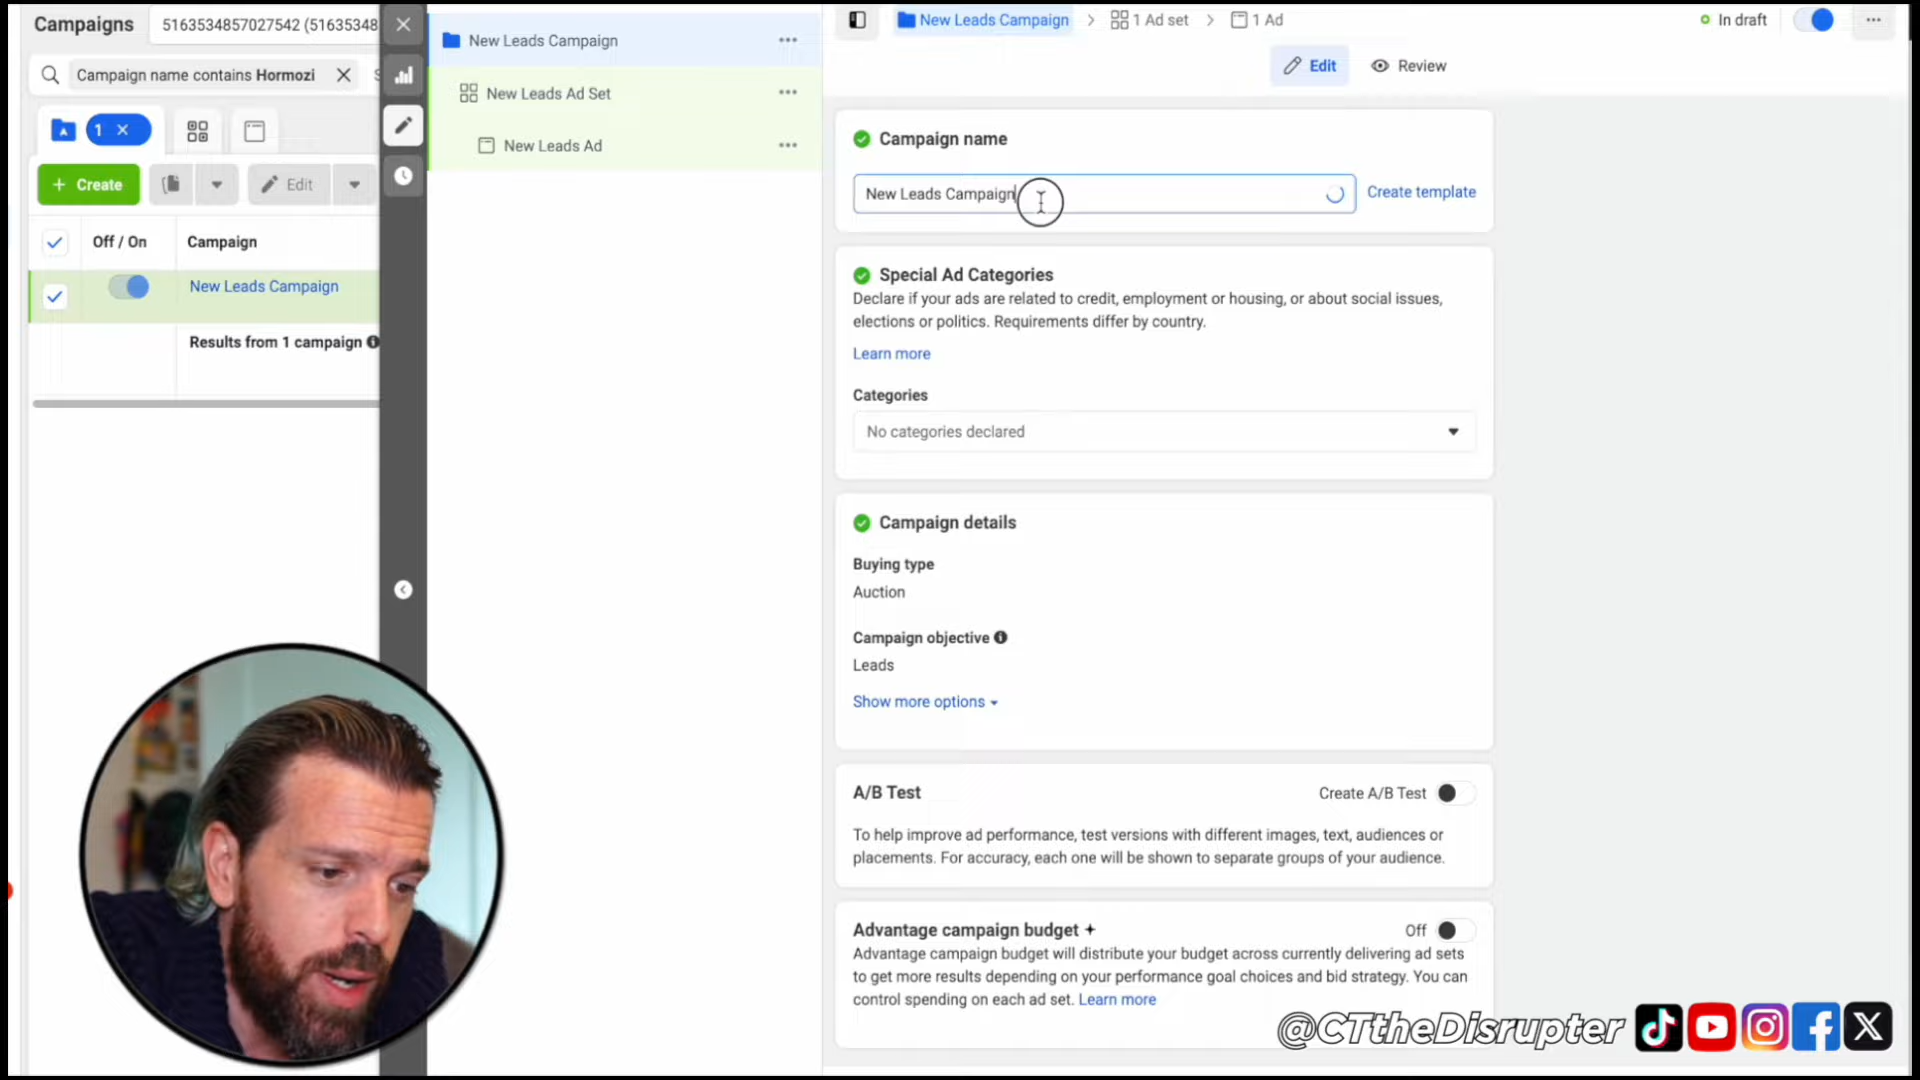 Campaigns
5163534857027542 (5163534
Campaign name contains Hormozi
1
+ Create
Edit
Off / On
Campaign
New Leads Campaign
Results from 1 campaign
New Leads Campaign
New Leads Ad Set
New Leads Ad
New Leads Campaign > 1 Ad set > 1 Ad
In draft
Edit
Review
Campaign name
New Leads Campaign
Create template
Special Ad Categories
Declare if your ads are related to credit, employment or housing, or about social issues,
elections or politics. Requirements differ by country.
Learn more
Categories
No categories declared
Campaign details
Buying type
Auction
Campaign objective
Leads
Show more options
A/B Test
Create A/B Test
To help improve ad performance, test versions with different images, text, audiences or
placements. For accuracy, each one will be shown to separate groups of your audience.
Advantage campaign budget +
Off
Advantage campaign budget will distribute your budget across currently delivering ad sets
to get more results depending on your performance goal choices and bid strategy. You can
control spending on each ad set. Learn more
@CTtheDisrupter